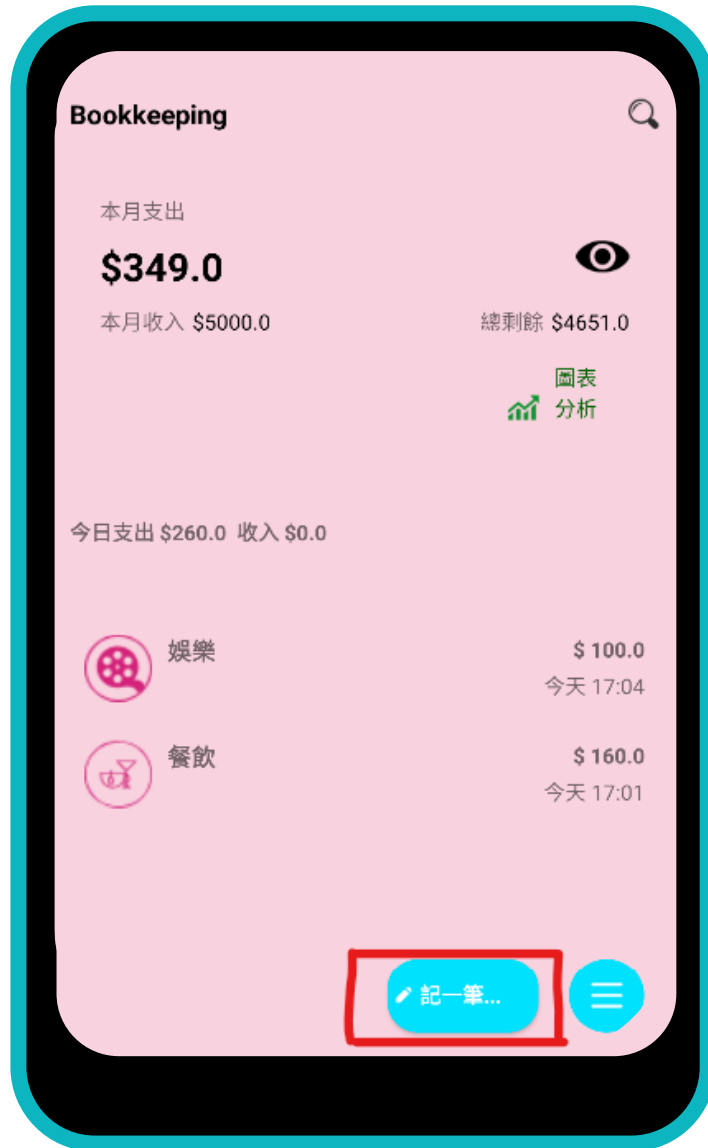 Bookkeeping
本月支出
$349.0
本月收入 $5000.0 總剩餘 $4651.0
圖表
分析
今日支出 $260.0 收入 $0.0
娛樂 $ 100.0
今天 17:04
餐飲 $ 160.0
今天 17:01
記一筆...